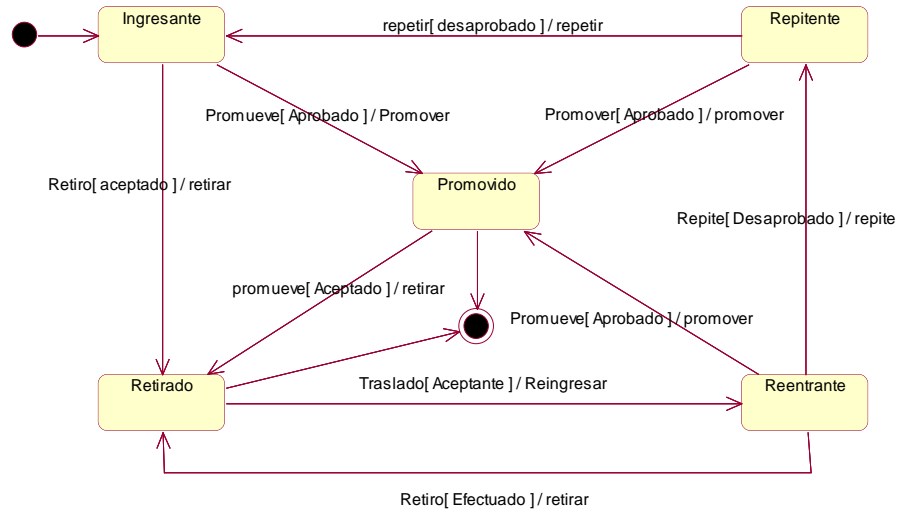 Ingresante
repetir[ desaprobado ] / repetir
Repitente
Promueve[ Aprobado ] / Promover
Promover[ Aprobado ] / promover
Retiro[ aceptado ] / retirar
Promovido
Repite[ Desaprobado ] / repite
promueve[ Aceptado ] / retirar
Promueve[ Aprobado ] / promover
Retirado
Traslado[ Aceptante ] / Reingresar
Reentrante
Retiro[ Efectuado ] / retirar